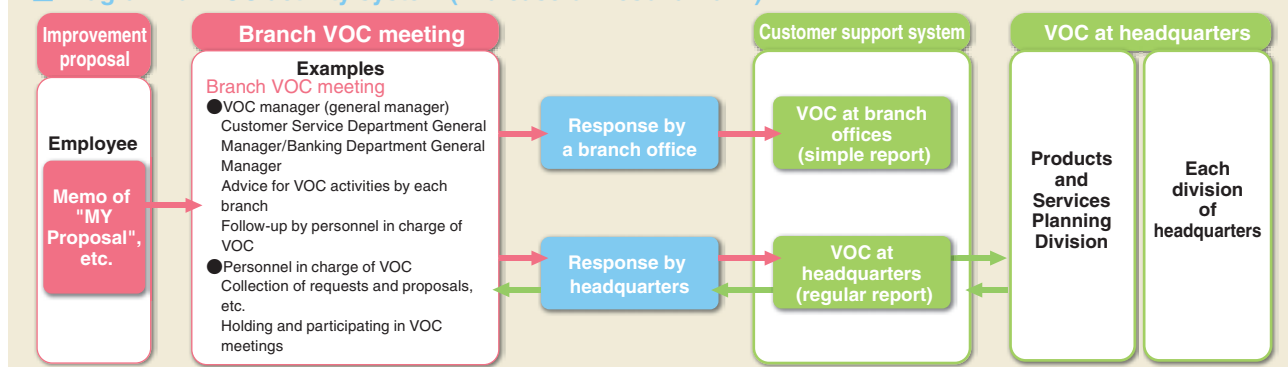 Improvement
proposal
Employee
Memo of
"MY
Proposal",
etc.
Branch VOC meeting
Examples
Branch VOC meeting
●VOC manager (general manager)
Customer Service Department General
Manager/Banking Department General
Manager
Advice for VOC activities by each
branch
Follow-up by personnel in charge of
VOC
●Personnel in charge of VOC
Collection of requests and proposals,
etc.
Holding and participating in VOC
meetings
Response by
a branch office
Response by
headquarters
Customer support system
VOC at branch
offices
(simple report)
VOC at
headquarters
(regular report)
VOC at headquarters
Products
and
Services
Planning
Division
Each
division
of
headquarters